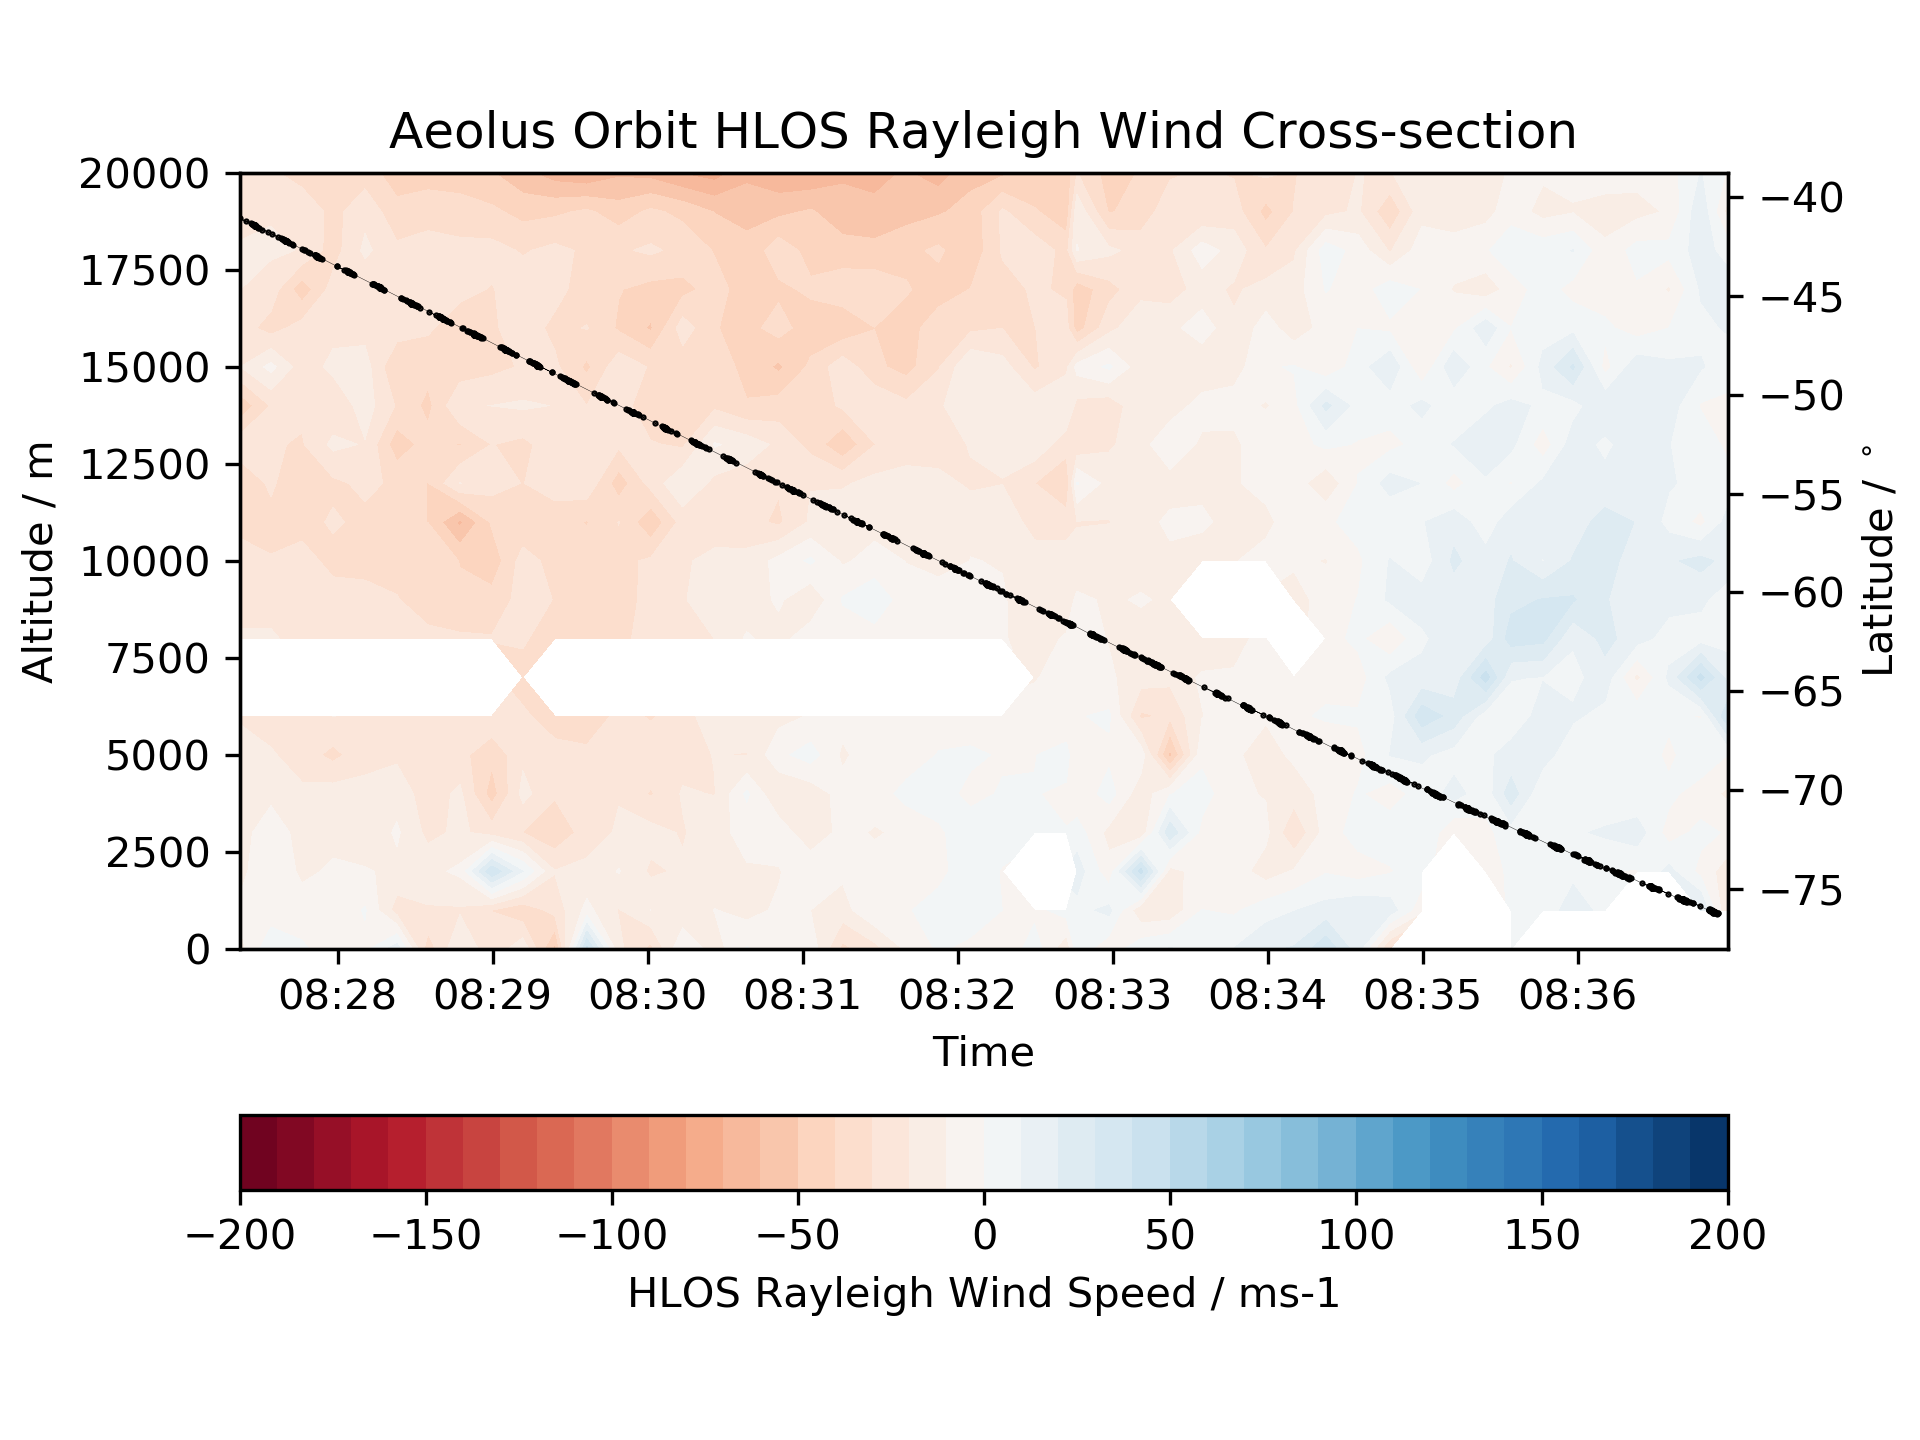 Aeolus Orbit HLOS Rayleigh Wind Cross-section
20000
17500
15000
12500
10000
7500
5000
2500
0
Altitude / m
−40
−45
−50
−55
−60
−65
−70
−75
Latitude / °
08:28 08:29 08:30 08:31 08:32 08:33 08:34 08:35 08:36
Time
−200 −150 −100 −50 0 50 100 150 200
HLOS Rayleigh Wind Speed / ms-1